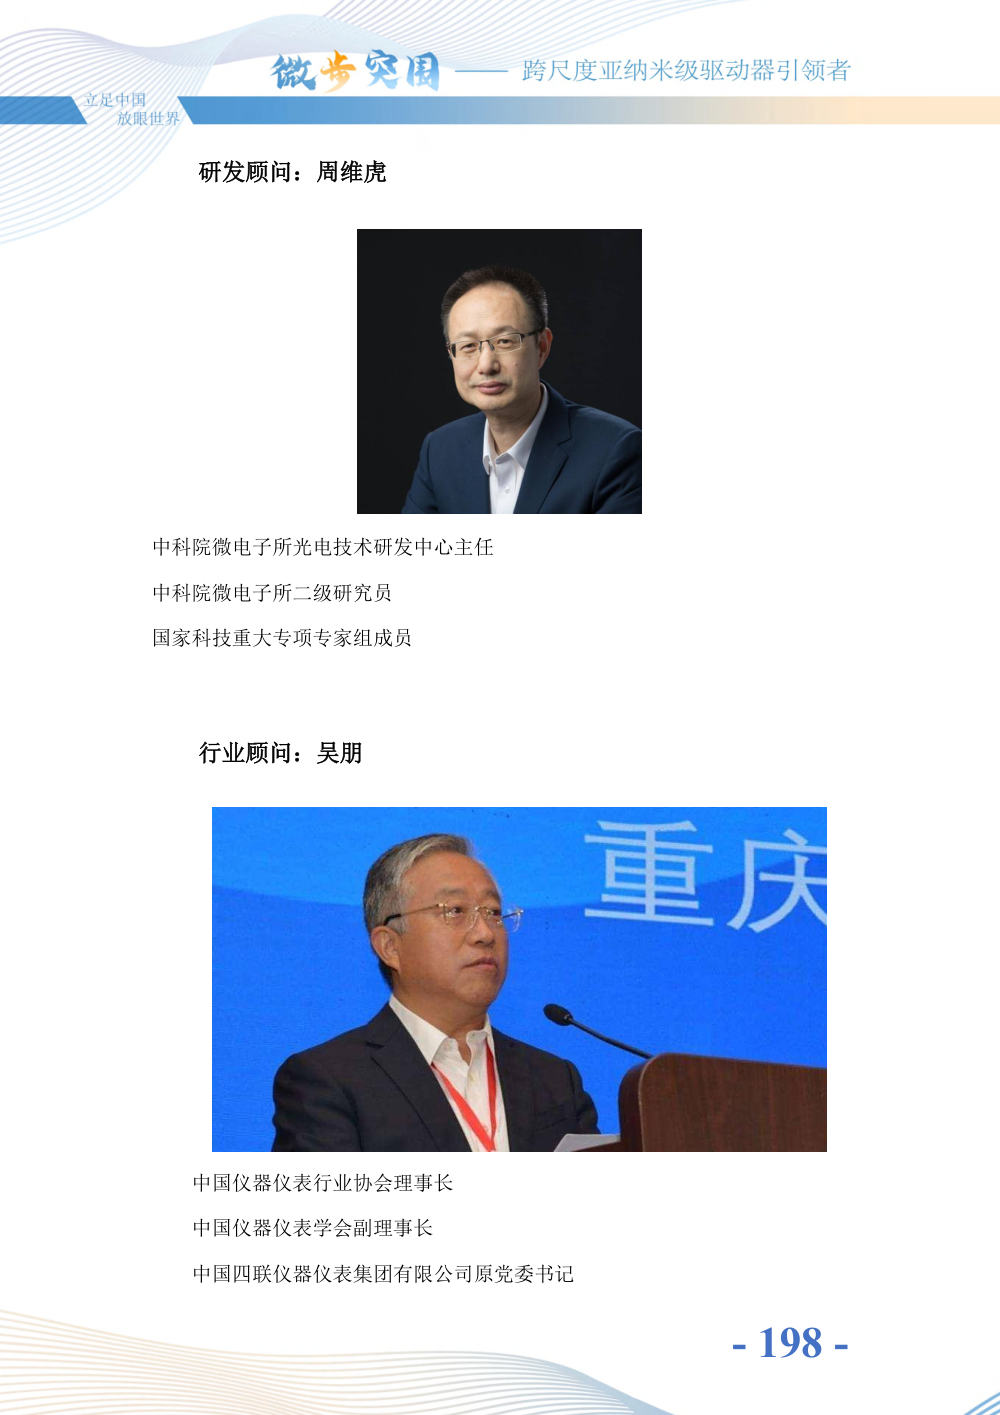 微步突围 —— 跨尺度亚纳米级驱动器引领者
立足中国
放眼世界
研发顾问：周维虎
中科院微电子所光电技术研发中心主任
中科院微电子所二级研究员
国家科技重大专项专家组成员
行业顾问：吴朋
重庆
中国仪器仪表行业协会理事长
中国仪器仪表学会副理事长
中国四联仪器仪表集团有限公司原党委书记
- 198 -